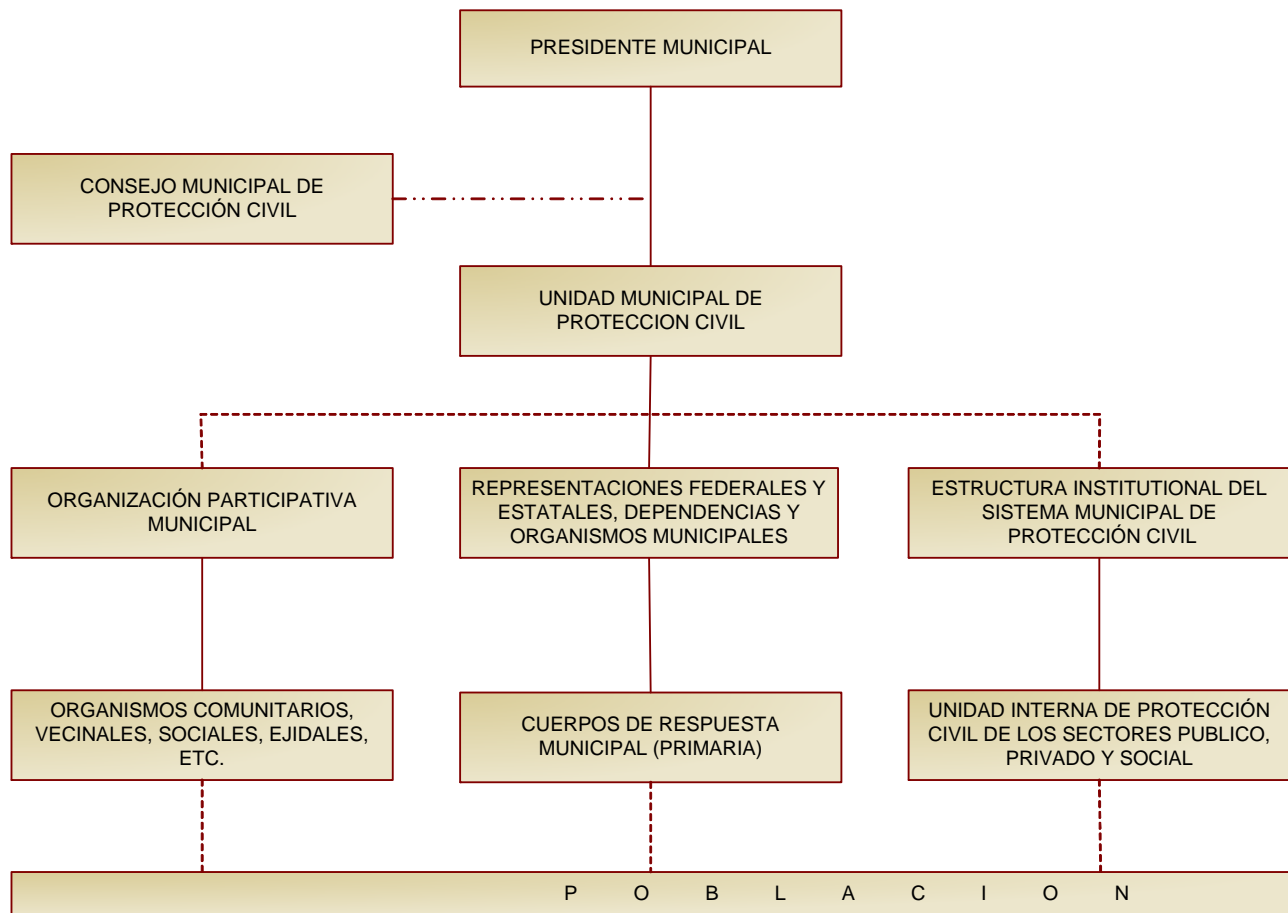 PRESIDENTE MUNICIPAL
CONSEJO MUNICIPAL DE
PROTECCIÓN CIVIL
UNIDAD MUNICIPAL DE
PROTECCION CIVIL
ORGANIZACIÓN PARTICIPATIVA
MUNICIPAL
REPRESENTACIONES FEDERALES Y
ESTATALES, DEPENDENCIAS Y
ORGANISMOS MUNICIPALES
ESTRUCTURA INSTITUTIONAL DEL
SISTEMA MUNICIPAL DE
PROTECCIÓN CIVIL
ORGANISMOS COMUNITARIOS,
VECINALES, SOCIALES, EJIDALES,
ETC.
CUERPOS DE RESPUESTA
MUNICIPAL (PRIMARIA)
UNIDAD INTERNA DE PROTECCIÓN
CIVIL DE LOS SECTORES PUBLICO,
PRIVADO Y SOCIAL
P O B L A C I O N